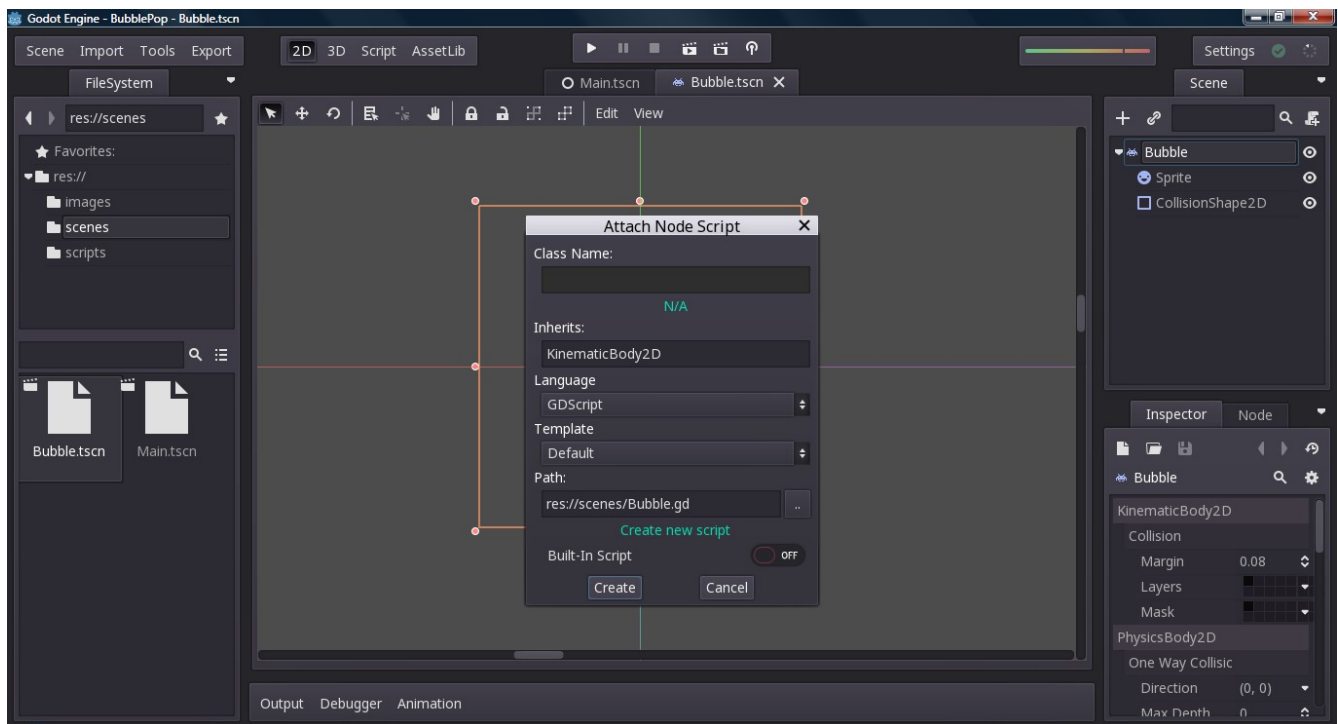 Godot Engine - BubblePop - Bubble.tscn
Scene Import Tools Export 2D 3D Script AssetLib Settings
FileSystem
Main.tscn Bubble.tscn
Scene
res://scenes
Edit View
Favorites:
res://
images
scenes
scripts
Bubble.tscn Main.tscn
Attach Node Script
Class Name:
N/A
Inherits:
KinematicBody2D
Language
GDScript
Template
Default
Path:
res://scenes/Bubble.gd
..
Create new script
Built-In Script OFF
Create Cancel
Bubble
Sprite
CollisionShape2D
Inspector Node
Bubble
KinematicBody2D
Collision
Margin 0.08
Layers
Mask
PhysicsBody2D
One Way Collisic
Direction (0, 0)
Max Depth 0
Output Debugger Animation